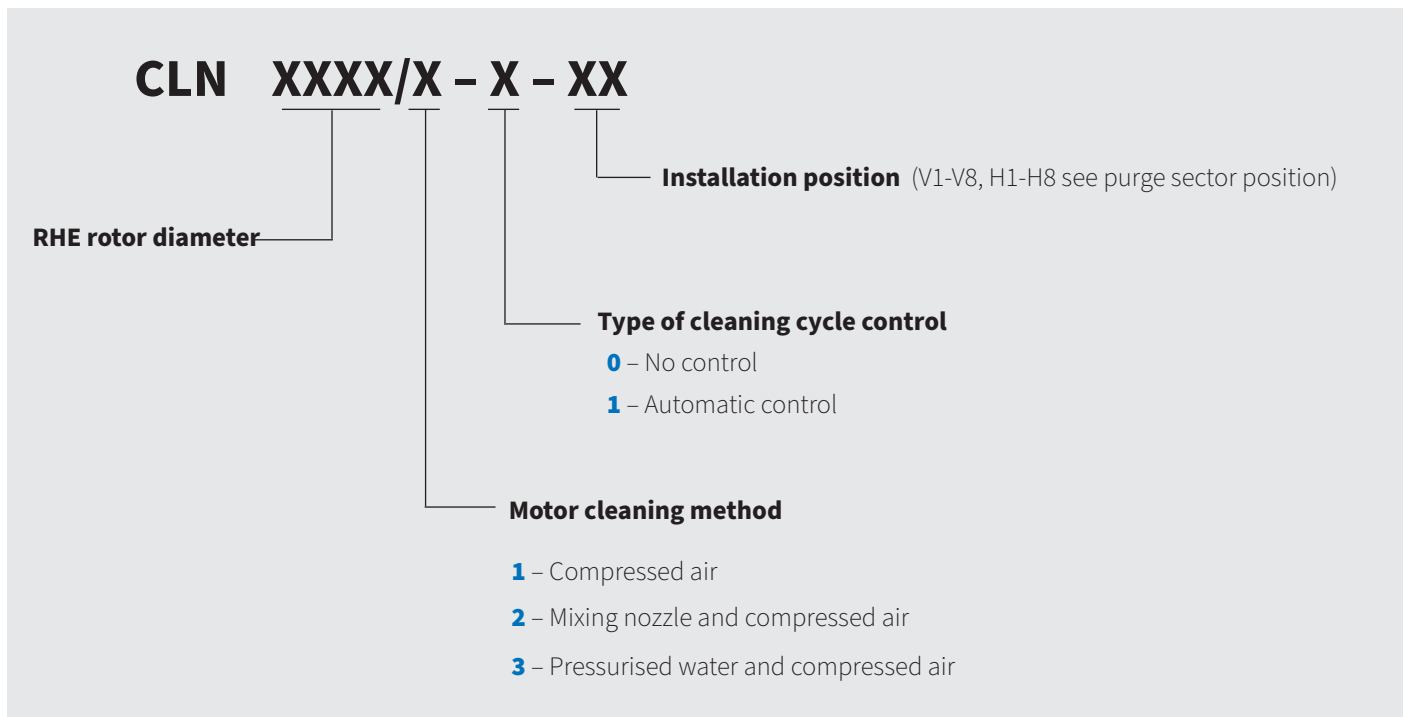 CLN XXXX/X – X – XX
Installation position (V1-V8, H1-H8 see purge sector position)
RHE rotor diameter
Type of cleaning cycle control
0 – No control
1 – Automatic control
Motor cleaning method
1 – Compressed air
2 – Mixing nozzle and compressed air
3 – Pressurised water and compressed air